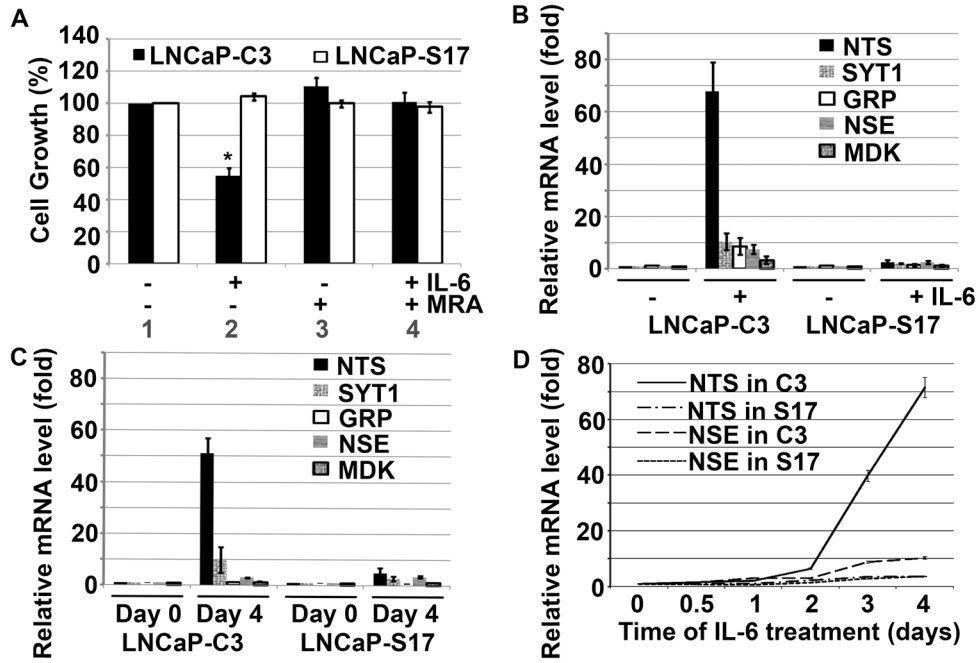 A
Cell Growth (%)
140
120
100
80
60
40
20
0
LNCaP-C3
LNCaP-S17
*
- + - + IL-6
- - + + MRA
1 2 3 4
B
Relative mRNA level (fold)
80
60
40
20
0
NTS
SYT1
GRP
NSE
MDK
- + - + IL-6
LNCaP-C3 LNCaP-S17
C
Relative mRNA level (fold)
80
60
40
20
0
NTS
SYT1
GRP
NSE
MDK
Day 0 Day 4 Day 0 Day 4
LNCaP-C3 LNCaP-S17
D
Relative mRNA level (fold)
80
60
40
20
0
NTS in C3
NTS in S17
NSE in C3
NSE in S17
0 0.5 1 2 3 4
Time of IL-6 treatment (days)